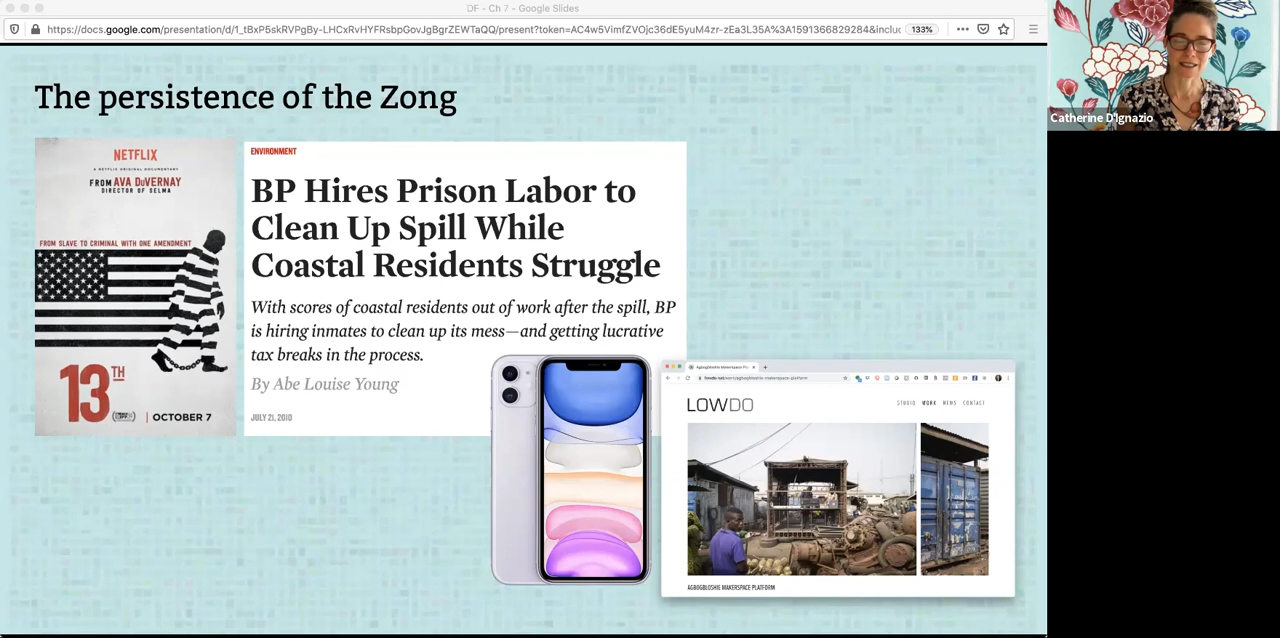 DF - Ch 7 - Google Slides
133%
Catherine D'Ignazio
The persistence of the Zong
NETFLIX
A NETFLIX ORIGINAL DOCUMENTARY
FROM AVA DUVERNAY
DIRECTOR OF SELMA
FROM SLAVE TO CRIMINAL WITH ONE AMENDMENT
13TH
OCTOBER 7
ENVIRONMENT
BP Hires Prison Labor to
Clean Up Spill While
Coastal Residents Struggle
With scores of coastal residents out of work after the spill, BP
is hiring inmates to clean up its mess—and getting lucrative
tax breaks in the process.
By Abe Louise Young
JULY 21, 2010
LOWDO
STUDIO WORK NEWS CONTACT
AGBOGBLOSHIE MAKERSPACE PLATFORM